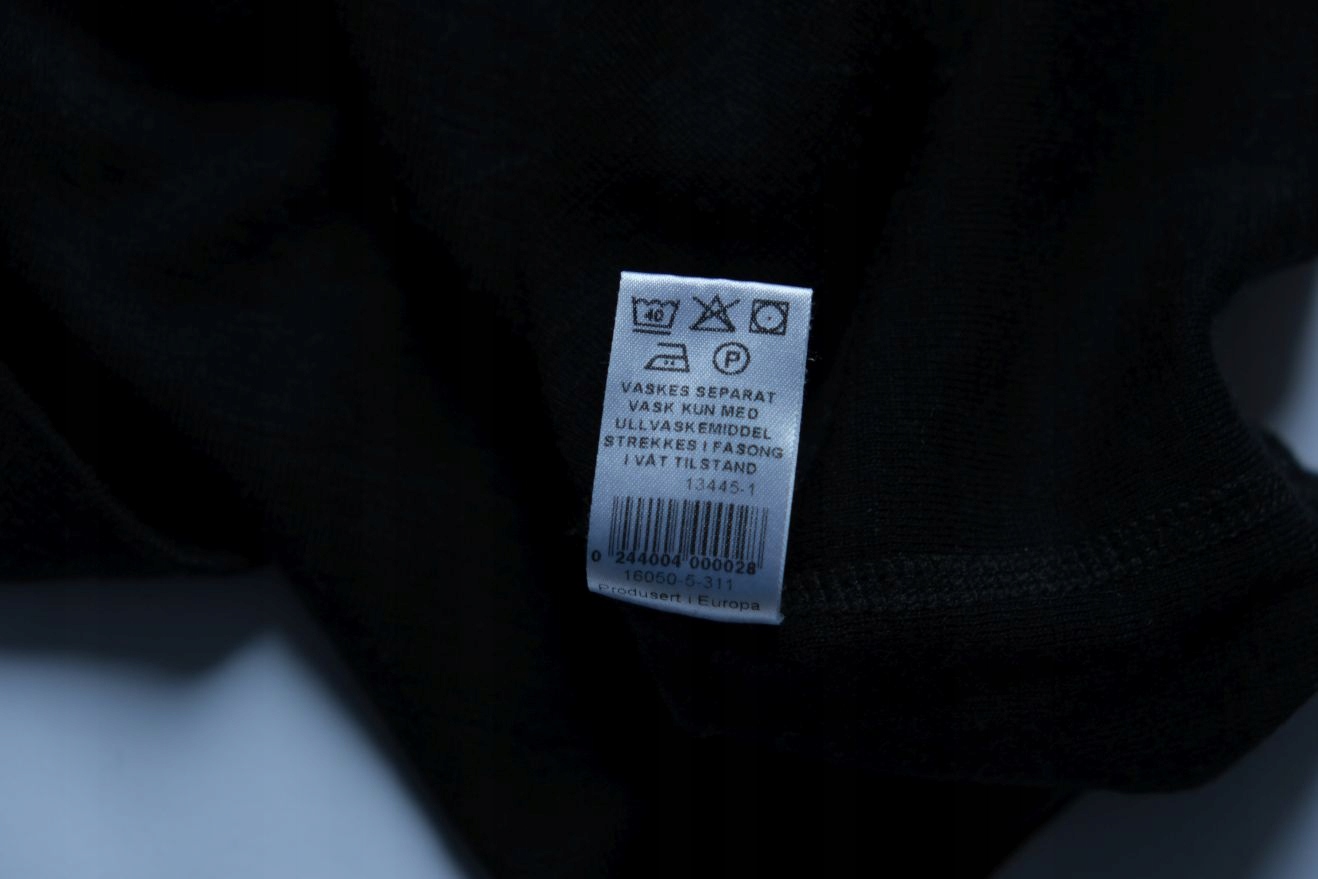 40
P
VASKES SEPARAT
VASK KUN MED
ULLVASKEMIDDEL
STREKKES I FASONG
I VÅT TILSTAND
13445-1
0 244004 000028
16050-5-311
Produsert i Europa